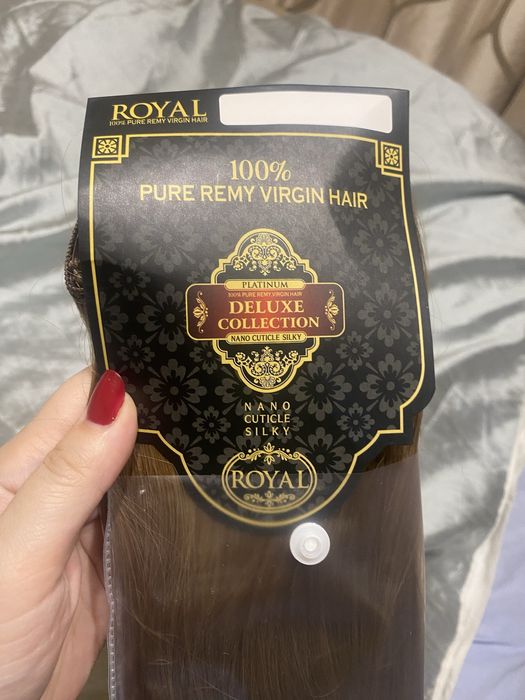 ROYAL
100% PURE REMY VIRGIN HAIR
100%
PURE REMY VIRGIN HAIR
PLATINUM
100% PURE REMY VIRGIN HAIR
DELUXE
COLLECTION
NANO CUTICLE SILKY
NANO
CUTICLE
SILKY
ROYAL